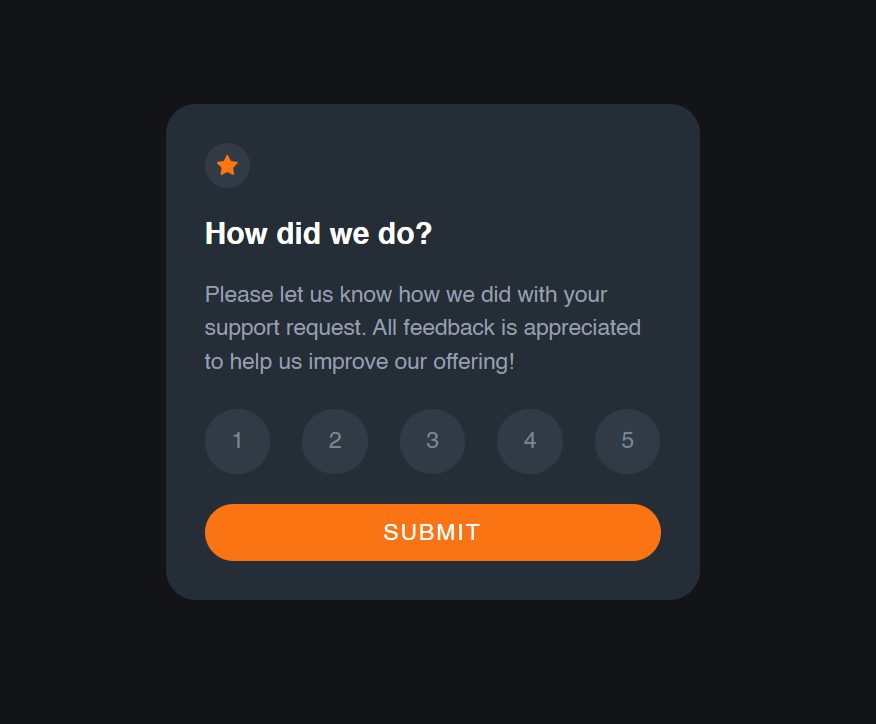 How did we do?
Please let us know how we did with your
support request. All feedback is appreciated
to help us improve our offering!
1 2 3 4 5
SUBMIT